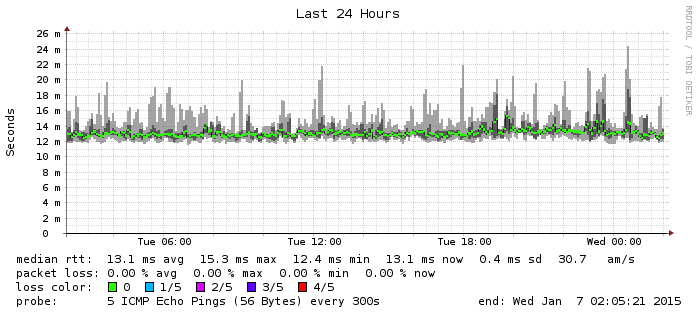 Last 24 Hours
RRDTOOL / TOBI OETIKER
Seconds
26 m
24 m
22 m
20 m
18 m
16 m
14 m
12 m
10 m
8 m
6 m
4 m
2 m
0
Tue 06:00 Tue 12:00 Tue 18:00 Wed 00:00
median rtt: 13.1 ms avg 15.3 ms max 12.4 ms min 13.1 ms now 0.4 ms sd 30.7 am/s
packet loss: 0.00 % avg 0.00 % max 0.00 % min 0.00 % now
loss color: 0 1/5 2/5 3/5 4/5
probe: 5 ICMP Echo Pings (56 Bytes) every 300s end: Wed Jan 7 02:05:21 2015